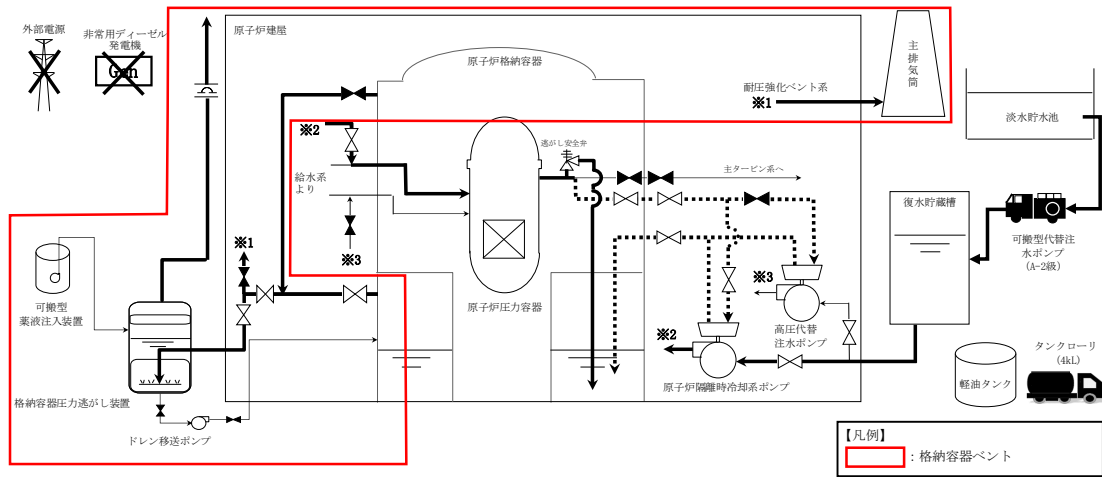 外部電源
非常用ディーゼル
発電機
Gen
原子炉建屋
原子炉格納容器
耐圧強化ベント系
※1
主
排
気
筒
淡水貯水池
※2
給水系
より
※3
逃がし安全弁
主タービン系へ
復水貯蔵槽
可搬型代替注
水ポンプ
(A-2級)
※1
原子炉圧力容器
※3
高圧代替
注水ポンプ
※2
原子炉隔離時冷却系ポンプ
可搬型
薬液注入装置
格納容器圧力逃がし装置
ドレン移送ポンプ
軽油タンク
タンクローリ
(4kL)
【凡例】
：格納容器ベント